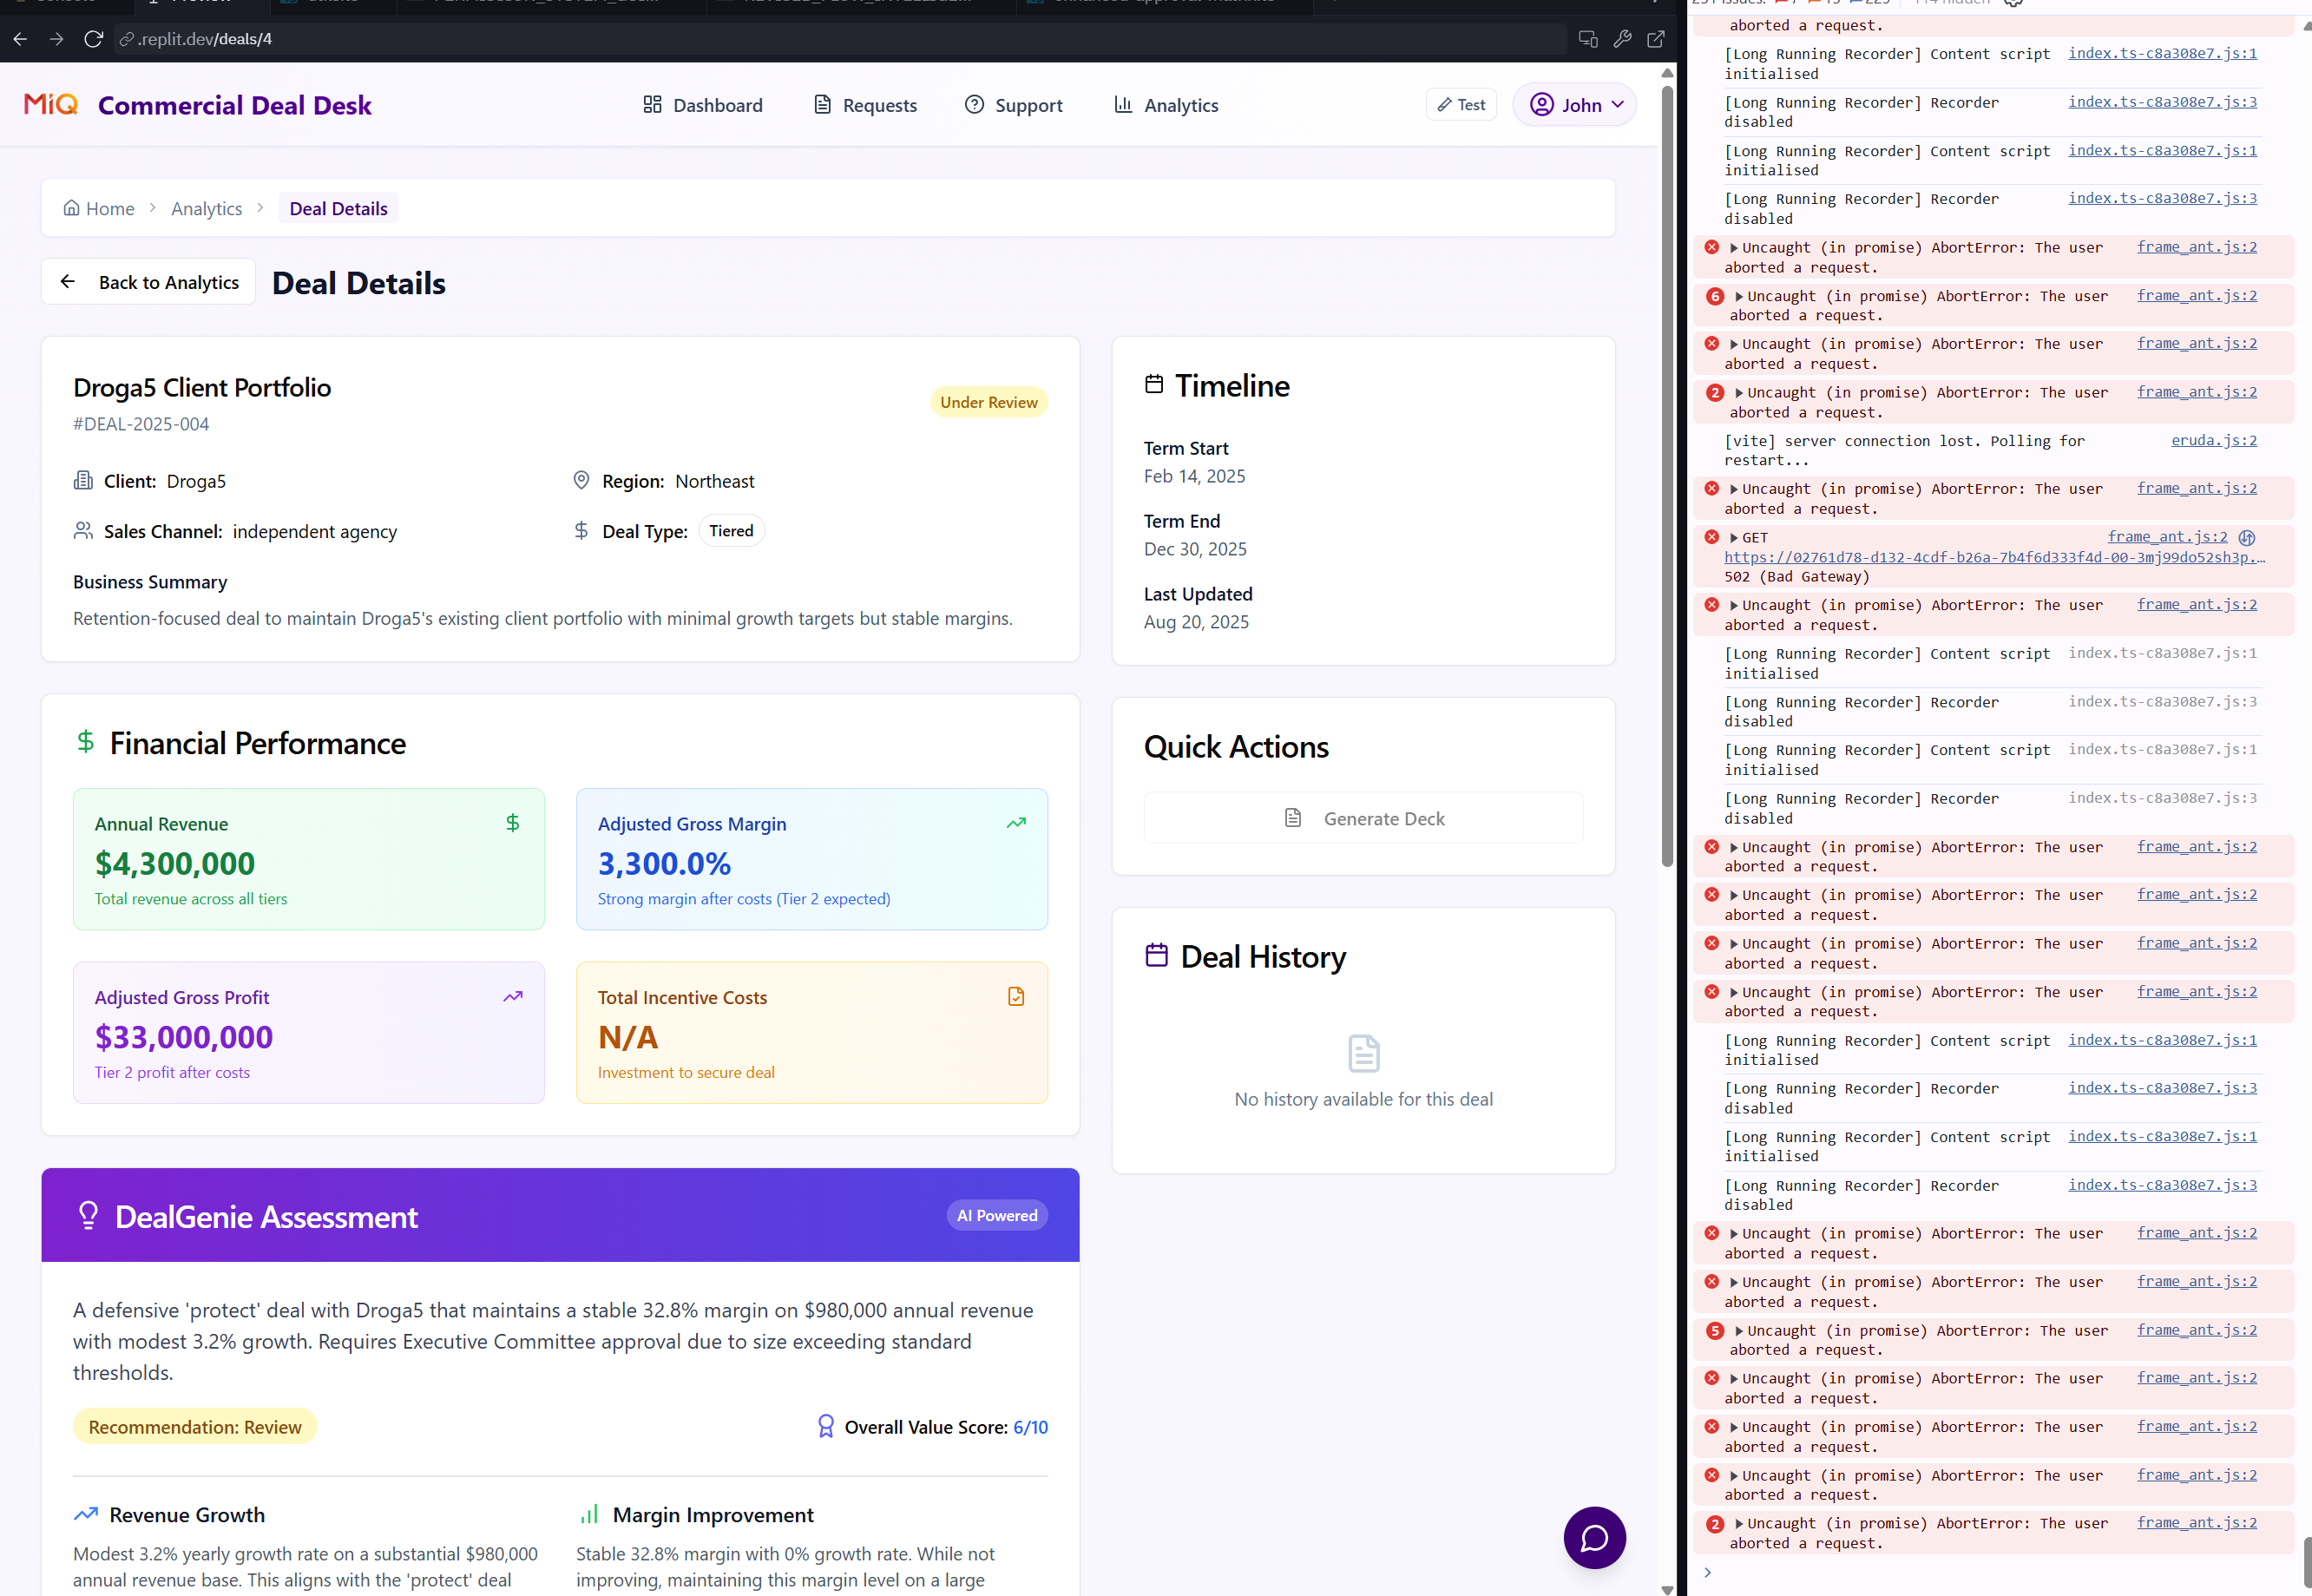 .replit.dev/deals/4
MiQ Commercial Deal Desk
Dashboard
Requests
Support
Analytics
Test
John
Home > Analytics > Deal Details
Back to Analytics
Deal Details
Droga5 Client Portfolio
#DEAL-2025-004
Under Review
Client: Droga5
Region: Northeast
Sales Channel: independent agency
Deal Type: Tiered
Business Summary
Retention-focused deal to maintain Droga5's existing client portfolio with minimal growth targets but stable margins.
Financial Performance
Annual Revenue
$4,300,000
Total revenue across all tiers
Adjusted Gross Margin
3,300.0%
Strong margin after costs (Tier 2 expected)
Adjusted Gross Profit
$33,000,000
Tier 2 profit after costs
Total Incentive Costs
N/A
Investment to secure deal
DealGenie Assessment
AI Powered
A defensive 'protect' deal with Droga5 that maintains a stable 32.8% margin on $980,000 annual revenue
with modest 3.2% growth. Requires Executive Committee approval due to size exceeding standard
thresholds.
Recommendation: Review
Overall Value Score: 6/10
Revenue Growth
Modest 3.2% yearly growth rate on a substantial $980,000
annual revenue base. This aligns with the 'protect' deal
Margin Improvement
Stable 32.8% margin with 0% growth rate. While not
improving, maintaining this margin level on a large
Timeline
Term Start
Feb 14, 2025
Term End
Dec 30, 2025
Last Updated
Aug 20, 2025
Quick Actions
Generate Deck
Deal History
No history available for this deal
aborted a request.
[Long Running Recorder] Content script index.ts-c8a308e7.js:1
initialised
[Long Running Recorder] Recorder index.ts-c8a308e7.js:3
disabled
[Long Running Recorder] Content script index.ts-c8a308e7.js:1
initialised
[Long Running Recorder] Recorder index.ts-c8a308e7.js:3
disabled
Uncaught (in promise) AbortError: The user frame_ant.js:2
aborted a request.
6 Uncaught (in promise) AbortError: The user frame_ant.js:2
aborted a request.
Uncaught (in promise) AbortError: The user frame_ant.js:2
aborted a request.
2 Uncaught (in promise) AbortError: The user frame_ant.js:2
aborted a request.
[vite] server connection lost. Polling for eruda.js:2
restart...
Uncaught (in promise) AbortError: The user frame_ant.js:2
aborted a request.
GET frame_ant.js:2
https://02761d78-d132-4cdf-b26a-7b4f6d333f4d-00-3mj99do52sh3p.…
502 (Bad Gateway)
Uncaught (in promise) AbortError: The user frame_ant.js:2
aborted a request.
[Long Running Recorder] Content script index.ts-c8a308e7.js:1
initialised
[Long Running Recorder] Recorder index.ts-c8a308e7.js:3
disabled
[Long Running Recorder] Content script index.ts-c8a308e7.js:1
initialised
[Long Running Recorder] Recorder index.ts-c8a308e7.js:3
disabled
Uncaught (in promise) AbortError: The user frame_ant.js:2
aborted a request.
Uncaught (in promise) AbortError: The user frame_ant.js:2
aborted a request.
Uncaught (in promise) AbortError: The user frame_ant.js:2
aborted a request.
Uncaught (in promise) AbortError: The user frame_ant.js:2
aborted a request.
[Long Running Recorder] Content script index.ts-c8a308e7.js:1
initialised
[Long Running Recorder] Recorder index.ts-c8a308e7.js:3
disabled
[Long Running Recorder] Content script index.ts-c8a308e7.js:1
initialised
[Long Running Recorder] Recorder index.ts-c8a308e7.js:3
disabled
Uncaught (in promise) AbortError: The user frame_ant.js:2
aborted a request.
Uncaught (in promise) AbortError: The user frame_ant.js:2
aborted a request.
5 Uncaught (in promise) AbortError: The user frame_ant.js:2
aborted a request.
Uncaught (in promise) AbortError: The user frame_ant.js:2
aborted a request.
Uncaught (in promise) AbortError: The user frame_ant.js:2
aborted a request.
Uncaught (in promise) AbortError: The user frame_ant.js:2
aborted a request.
2 Uncaught (in promise) AbortError: The user frame_ant.js:2
aborted a request.